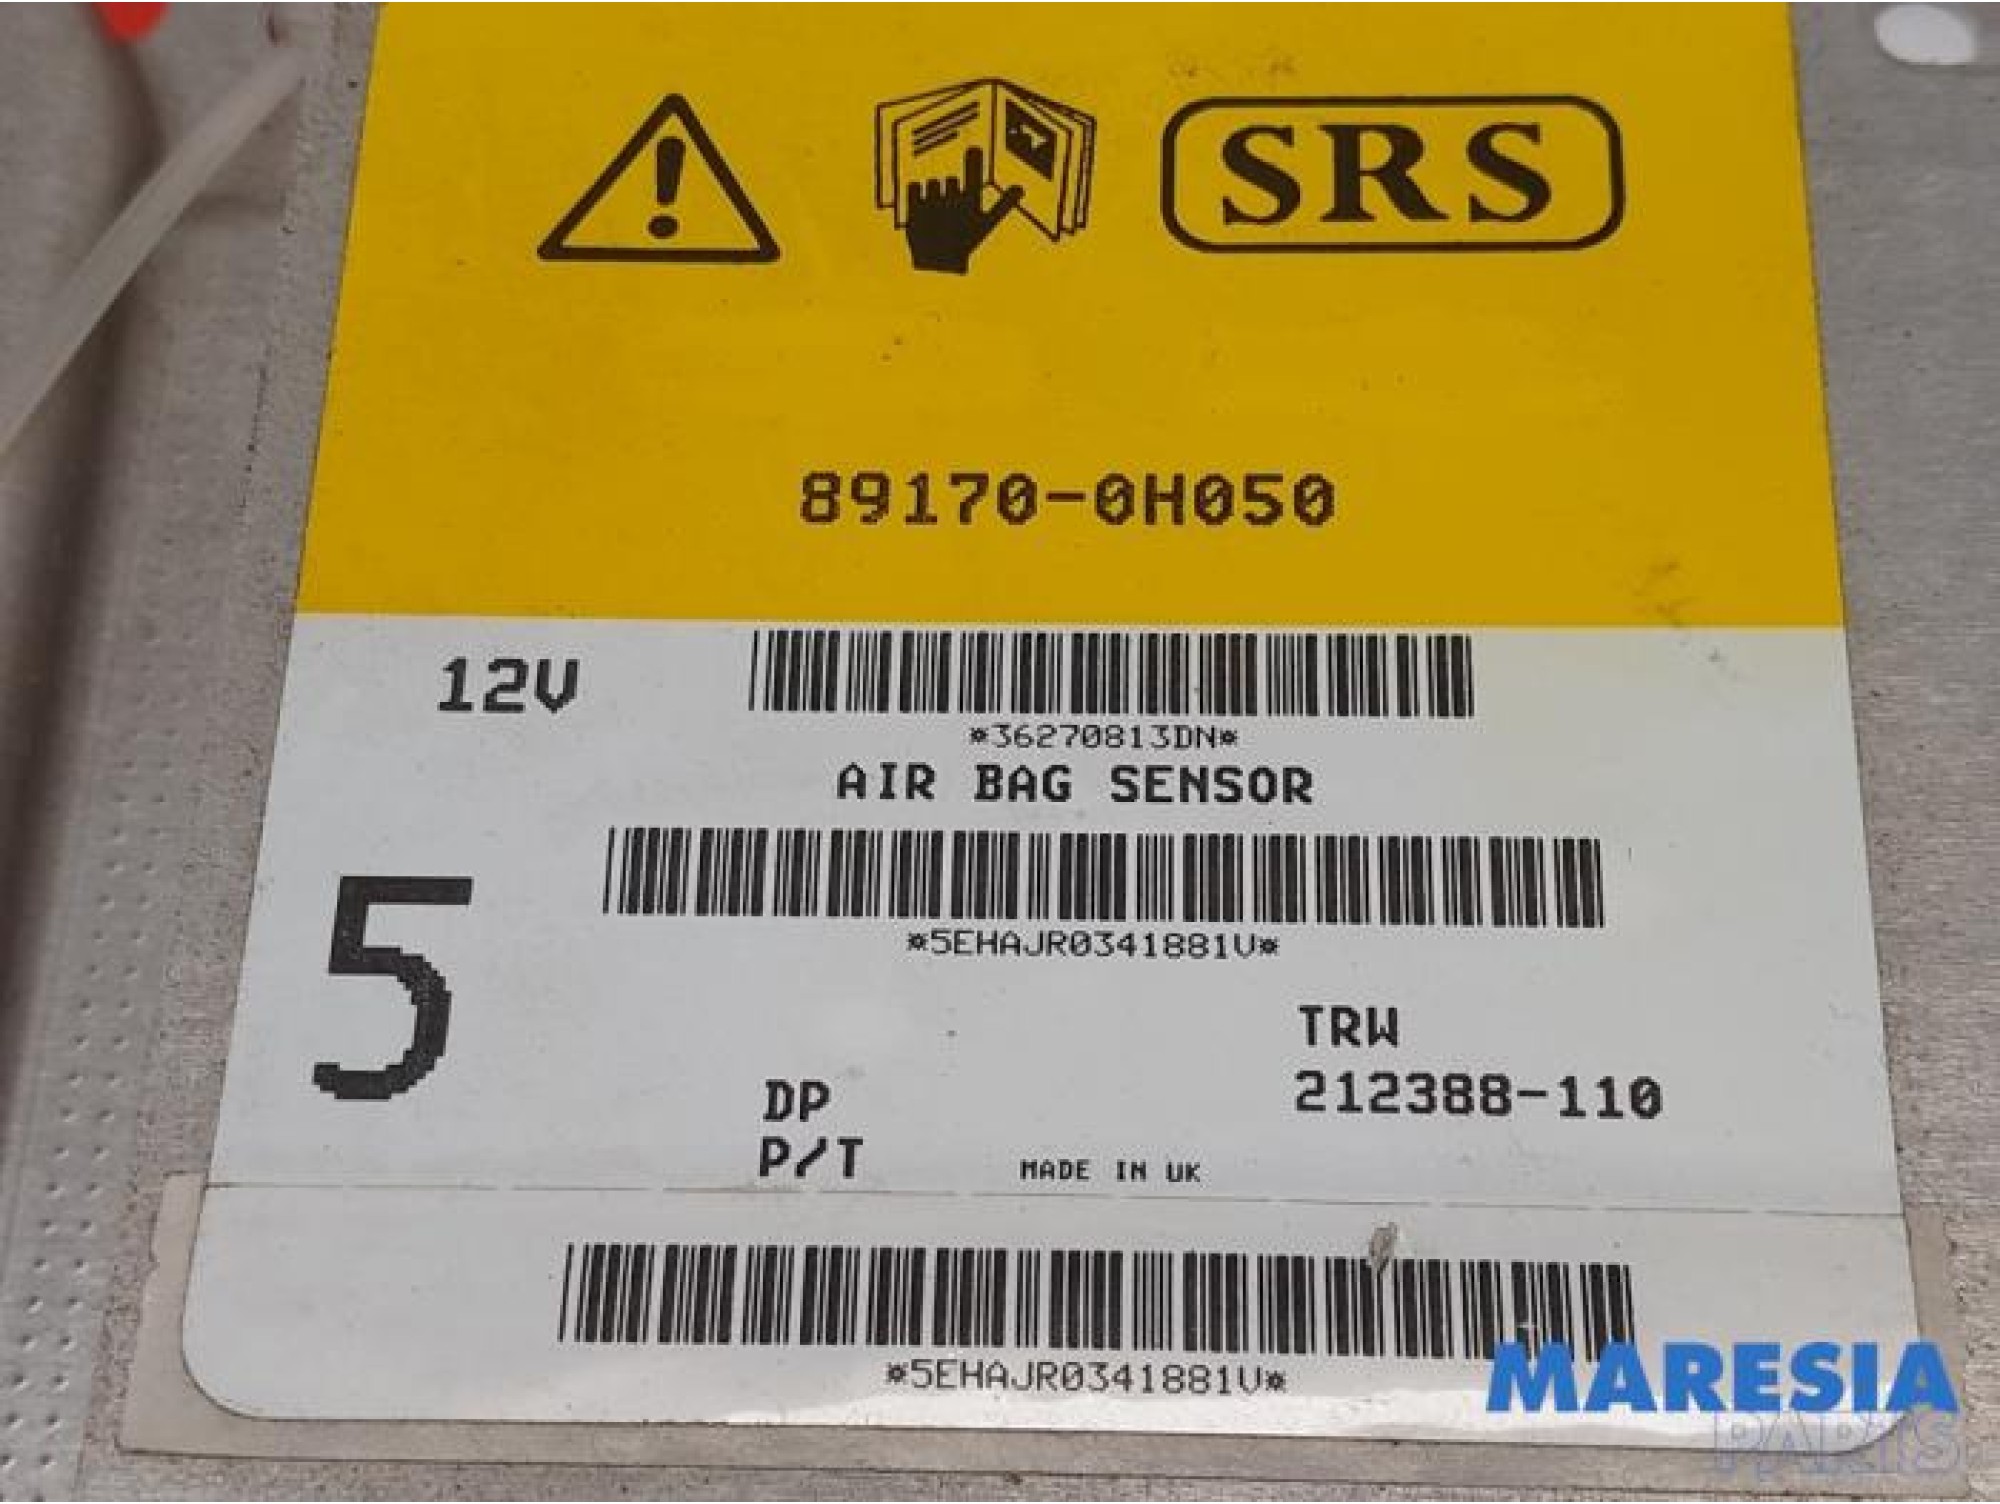 SRS
89170-0H050
12V
*36270813DN*
AIR BAG SENSOR
5
*5EHAJR0341881V*
TRW
DP 212388-110
P/T MADE IN UK
*5EHAJR0341881V*
MARESIA
PARTS